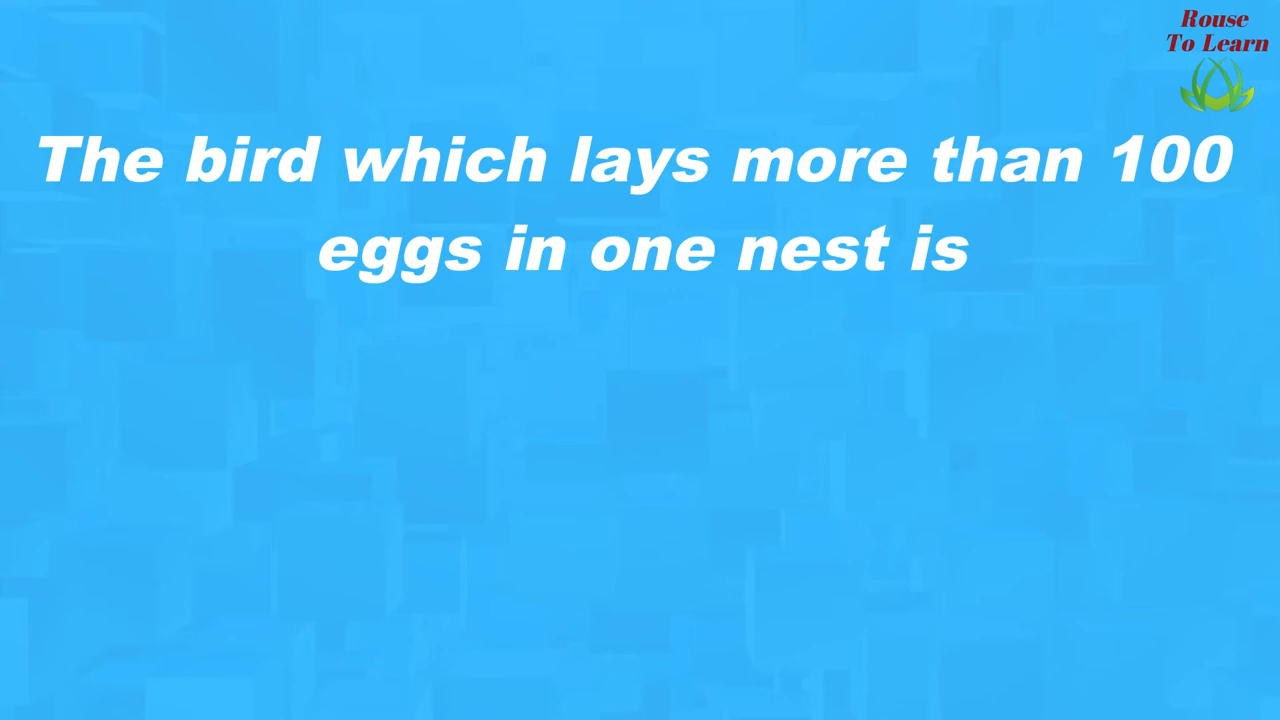 Rouse
To Learn
The bird which lays more than 100
eggs in one nest is